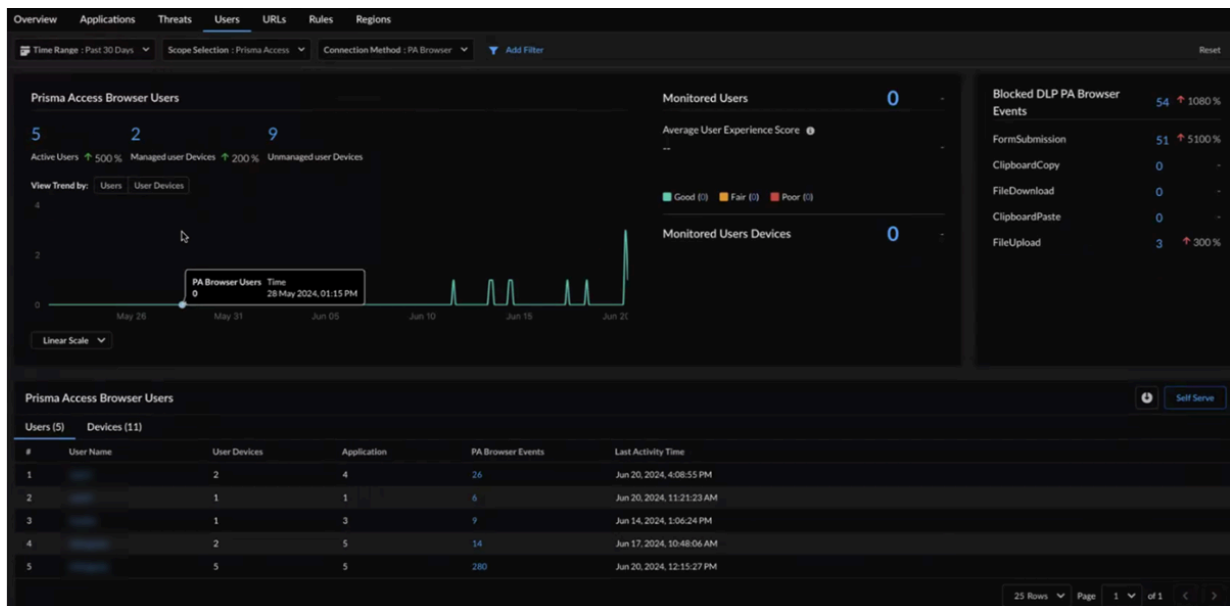 Overview Applications Threats Users URLs Rules Regions
Time Range : Past 30 Days Scope Selection : Prisma Access Connection Method : PA Browser Add Filter Reset
Prisma Access Browser Users
5 2 9
Active Users ↑ 500 % Managed user Devices ↑ 200 % Unmanaged user Devices
View Trend by: Users User Devices
4
2
0
PA Browser Users Time
0 28 May 2024, 01:15 PM
May 26 May 31 Jun 05 Jun 10 Jun 15 Jun 20
Linear Scale
Monitored Users 0 -
Average User Experience Score
-- -
Good (0) Fair (0) Poor (0)
Monitored Users Devices 0 -
Blocked DLP PA Browser
Events 54 ↑ 1080 %
FormSubmission 51 ↑ 5100 %
ClipboardCopy 0 -
FileDownload 0 -
ClipboardPaste 0 -
FileUpload 3 ↑ 300 %
Prisma Access Browser Users Self Serve
Users (5) Devices (11)
# User Name User Devices Application PA Browser Events Last Activity Time
1 2 4 26 Jun 20, 2024, 4:08:55 PM
2 1 1 6 Jun 20, 2024, 11:21:23 AM
3 1 3 9 Jun 14, 2024, 1:06:24 PM
4 2 5 14 Jun 17, 2024, 10:48:06 AM
5 5 5 280 Jun 20, 2024, 12:15:27 PM
25 Rows Page 1 of 1